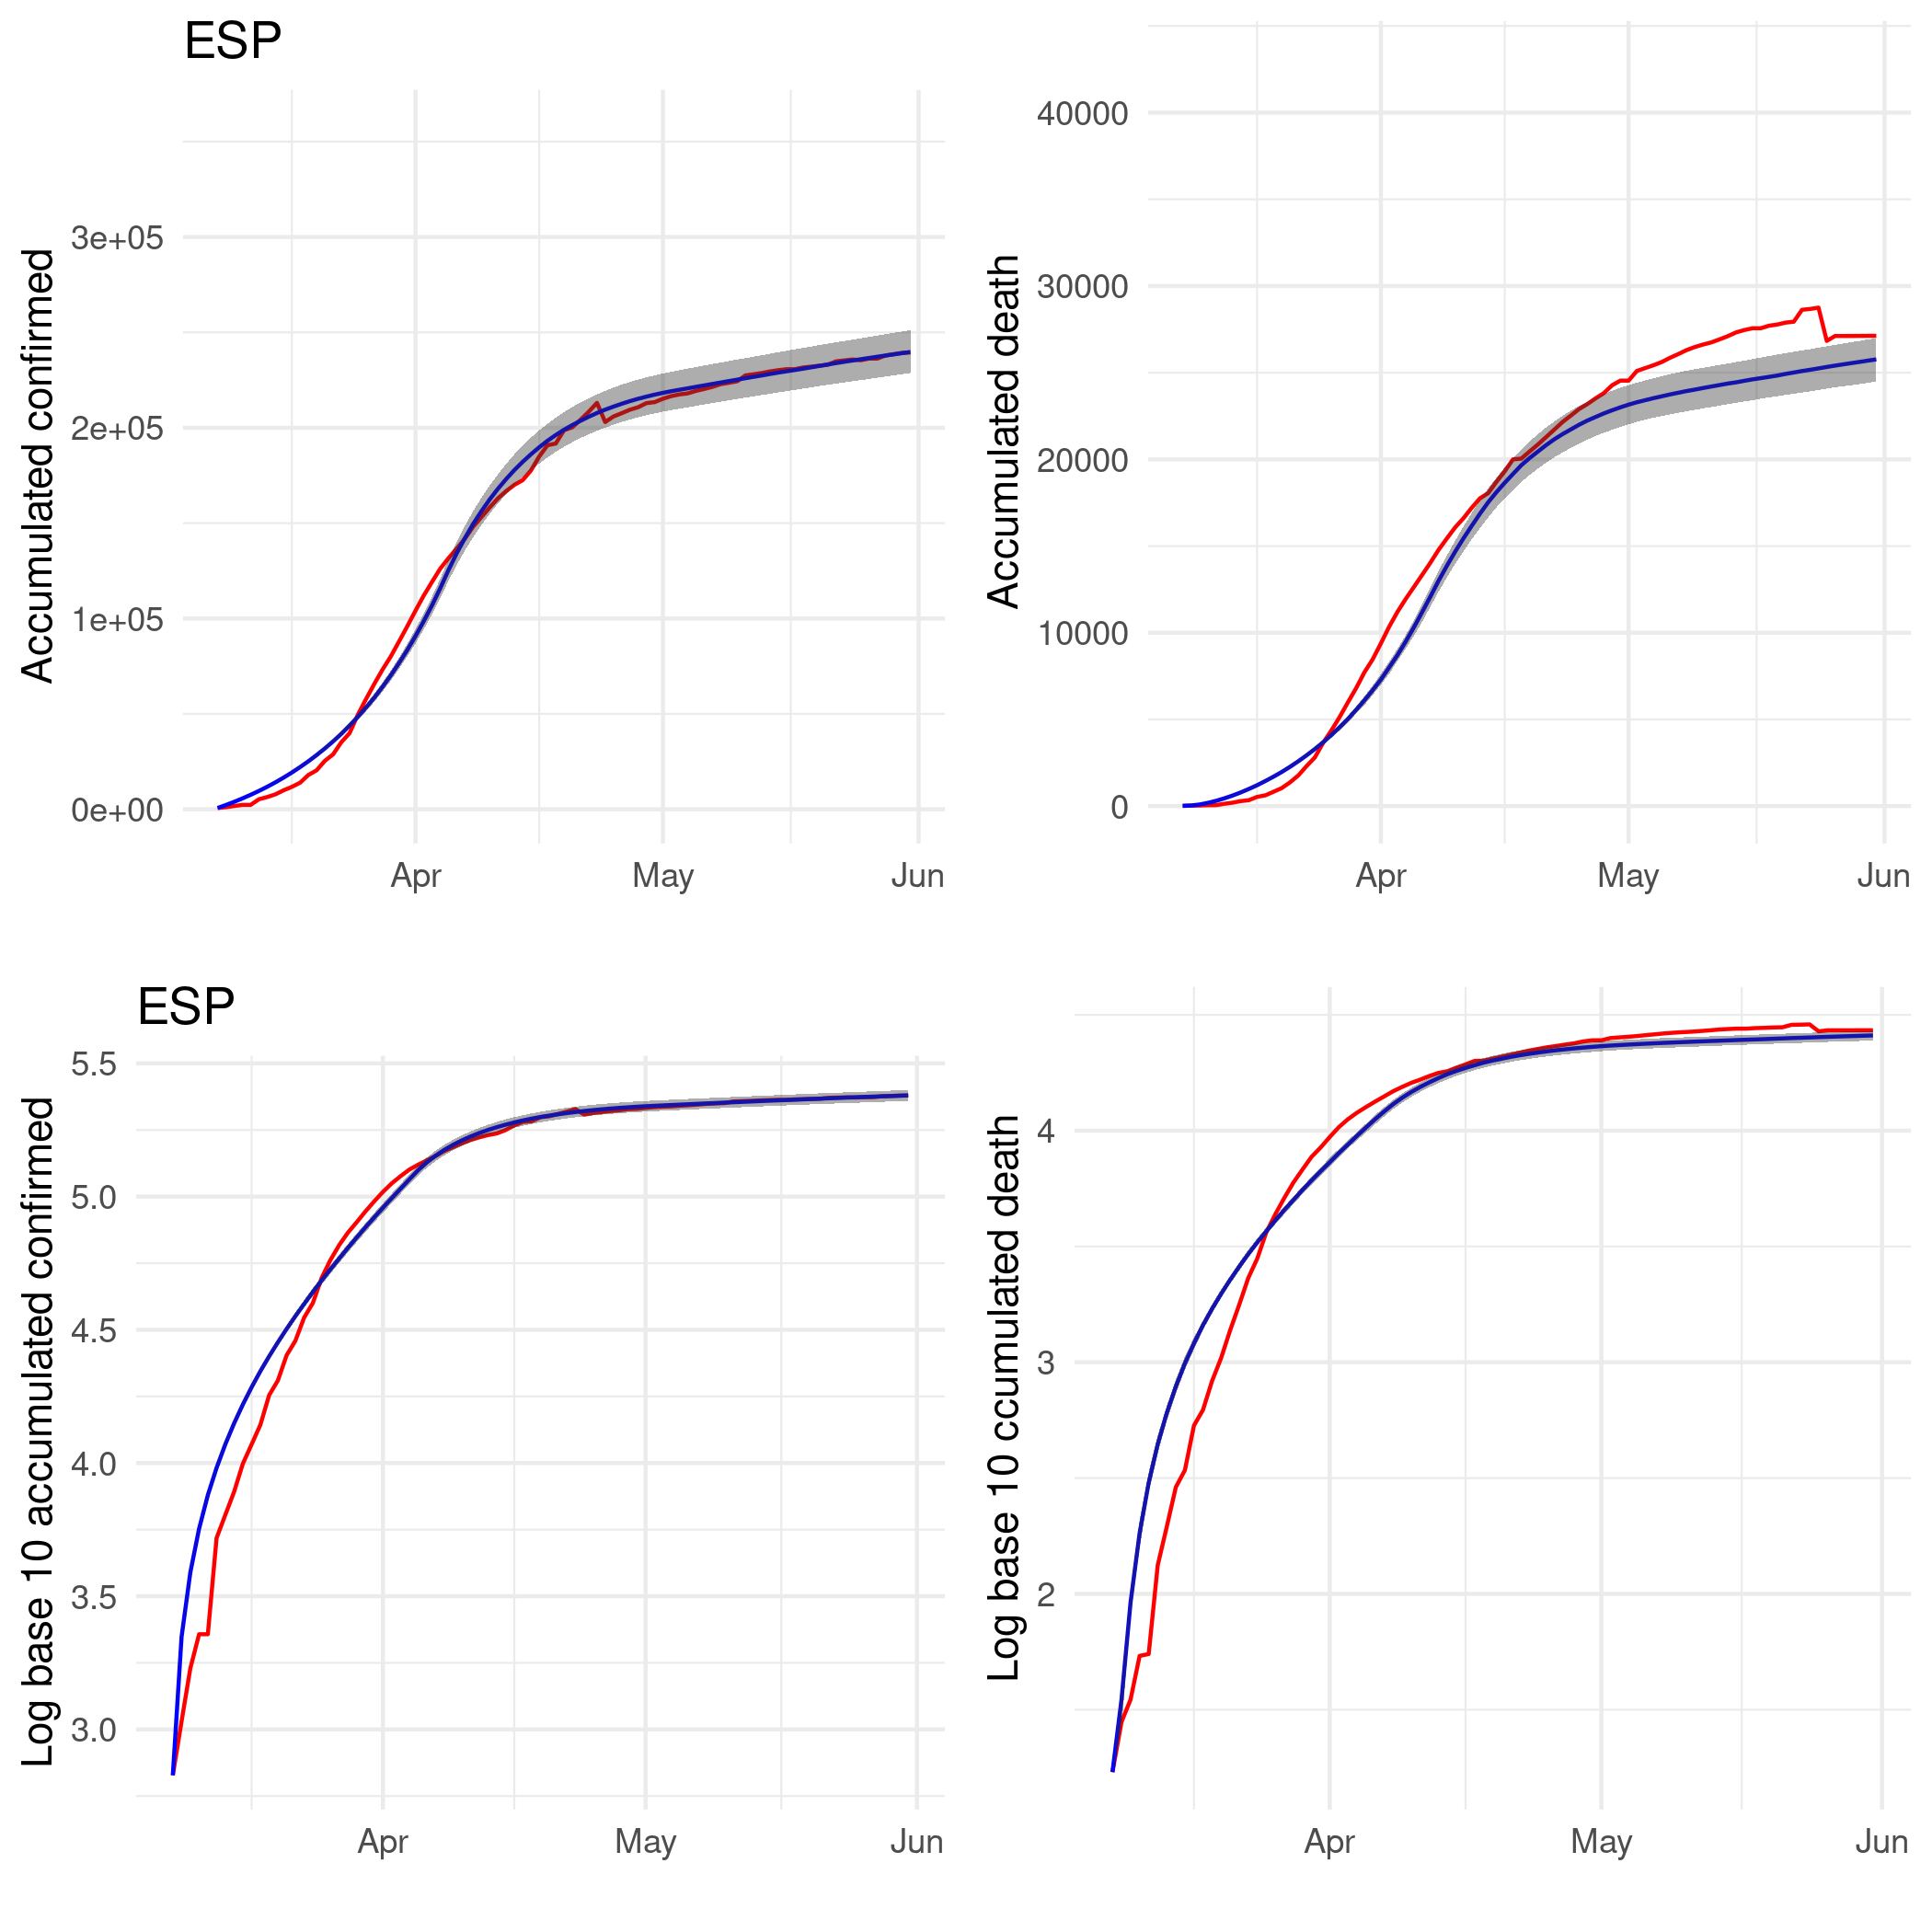 ESP
Accumulated confirmed
3e+05
2e+05
1e+05
0e+00
Apr
May
Jun
Accumulated death
40000
30000
20000
10000
0
Apr
May
Jun
ESP
Log base 10 accumulated confirmed
5.5
5.0
4.5
4.0
3.5
3.0
Apr
May
Jun
Log base 10 ccumulated death
4
3
2
Apr
May
Jun